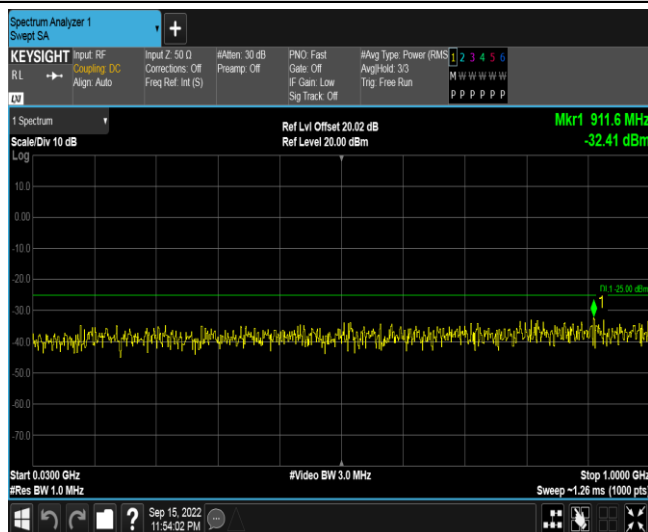 Spectrum Analyzer 1
Swept SA
+
KEYSIGHT
RL
Input: RF
Coupling: DC
Align: Auto
Input Z: 50 Ω
Corrections: Off
Freq Ref: Int (S)
#Atten: 30 dB
Preamp: Off
PNO: Fast
Gate: Off
IF Gain: Low
Sig Track: Off
#Avg Type: Power (RMS
Avg|Hold: 3/3
Trig: Free Run
1 2 3 4 5 6
M W W W W W
P P P P P P
1 Spectrum
Scale/Div 10 dB
Ref Lvl Offset 20.02 dB
Ref Level 20.00 dBm
Mkr1 911.6 MHz
-32.41 dBm
Log
10.0
0.00
-10.0
-20.0
-30.0
-40.0
-50.0
-60.0
-70.0
DL1 -25.00 dBm
1
Start 0.0300 GHz
#Res BW 1.0 MHz
#Video BW 3.0 MHz
Stop 1.0000 GHz
Sweep ~1.26 ms (1000 pts)
?
Sep 15, 2022
11:54:02 PM